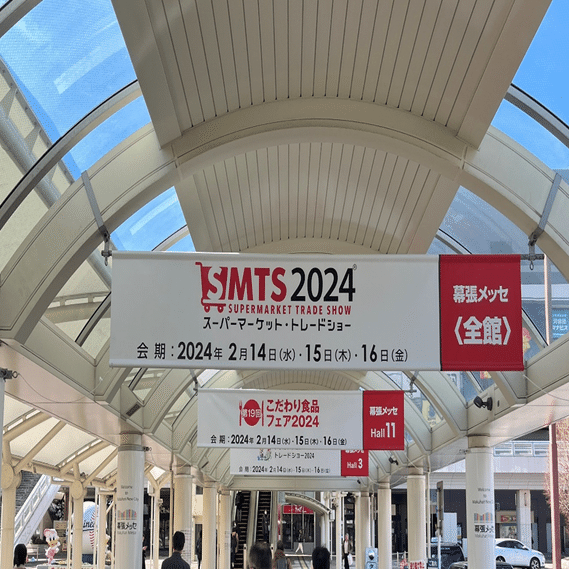 SMTS 2024
SUPERMARKET TRADE SHOW
スーパーマーケット・トレードショー
会期：2024年 2月14日(水)・15日(木)・16日(金)
幕張メッセ
〈全館〉
第19回
こだわり食品
フェア2024
会期：2024年 2月14日(水)・15日(木)・16日(金)
幕張メッセ
Hall 11
トレードショー2024
会期：2024年 2月14日(水)・15日(木)・16日(金)
Hall 3
幕張メッセ
幕張メッセ